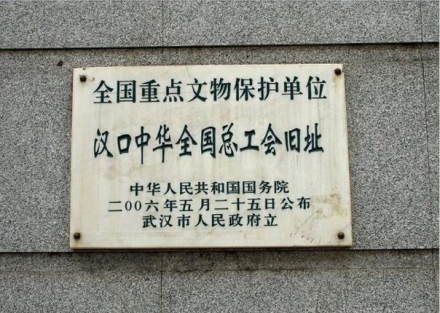 全国重点文物保护单位
汉口中华全国总工会旧址
中华人民共和国国务院
二00六年五月二十五日公布
武汉市人民政府立